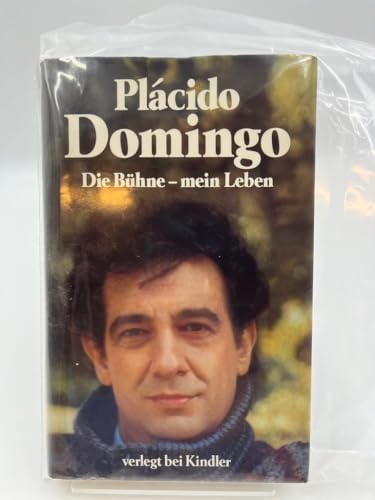 Plácido
Domingo
Die Bühne – mein Leben
verlegt bei Kindler